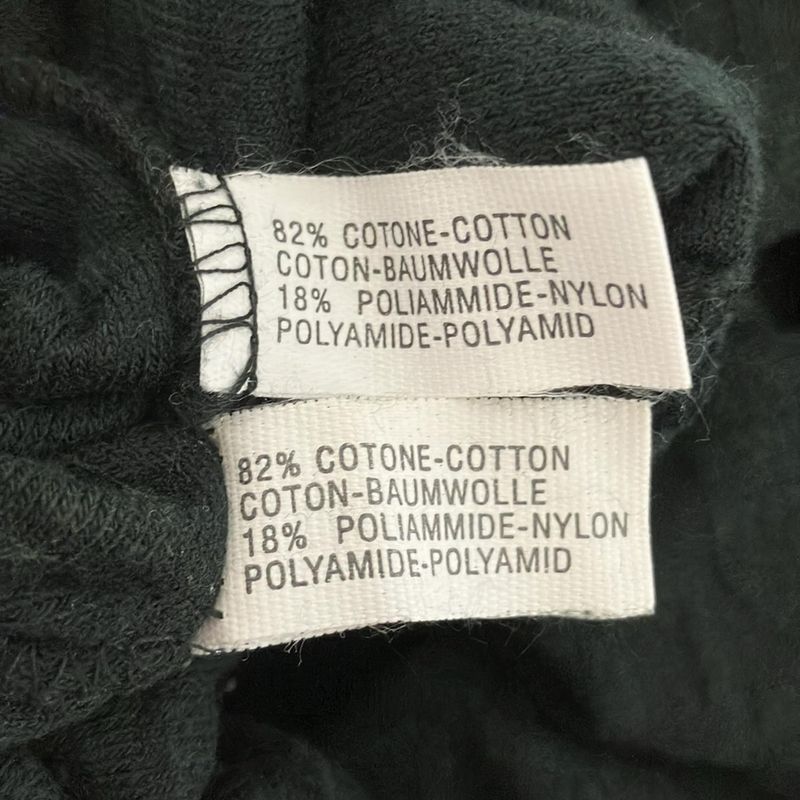 82% COTONE-COTTON
COTON-BAUMWOLLE
18% POLIAMMIDE-NYLON
POLYAMIDE-POLYAMID
82% COTONE-COTTON
COTON-BAUMWOLLE
18% POLIAMMIDE-NYLON
POLYAMIDE-POLYAMID